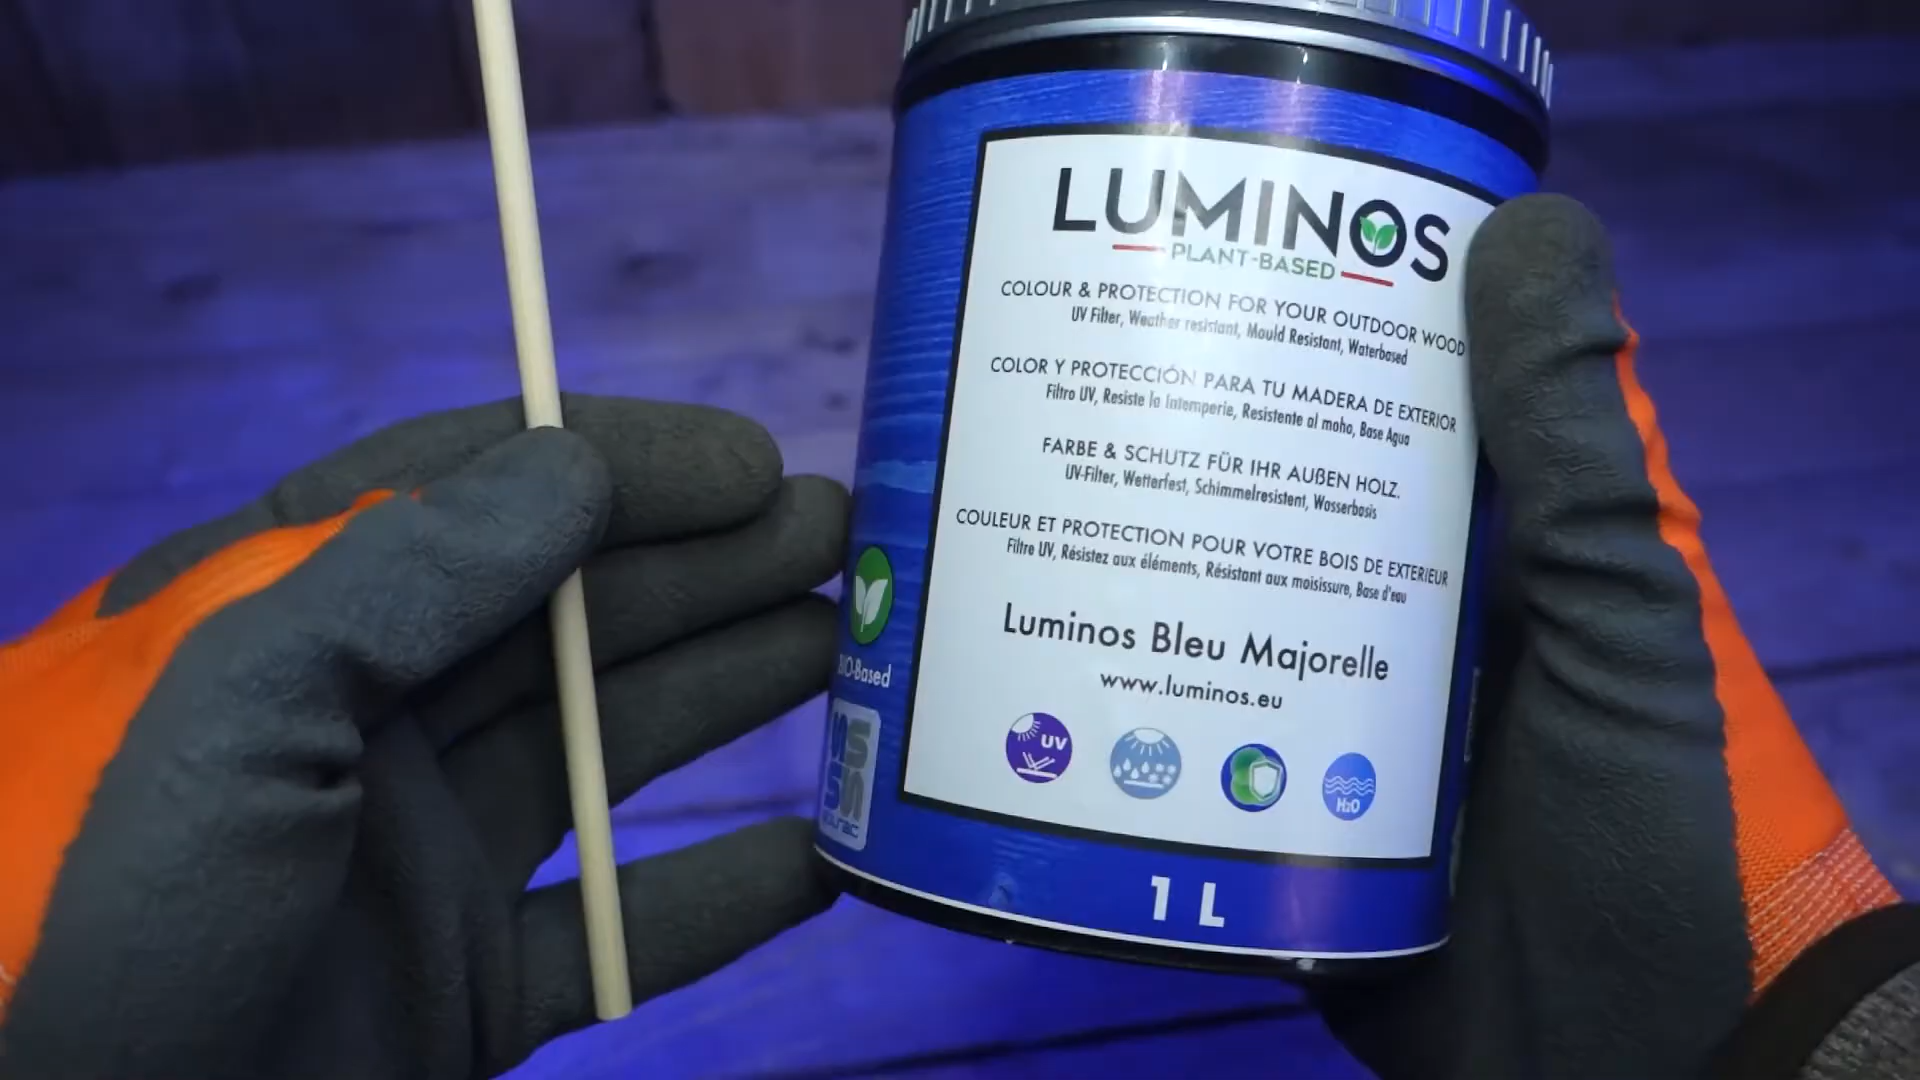 LUMINOS
PLANT-BASED
COLOUR & PROTECTION FOR YOUR OUTDOOR WOOD
UV Filter, Weather resistant, Mould Resistant, Waterbased
COLOR Y PROTECCIÓN PARA TU MADERA DE EXTERIOR
Filtro UV, Resiste la Intemperie, Resistente al moho, Base Agua
FARBE & SCHUTZ FÜR IHR AUßEN HOLZ.
UV-Filter, Wetterfest, Schimmelresistent, Wasserbasis
COULEUR ET PROTECTION POUR VOTRE BOIS DE EXTERIEUR
Filtre UV, Résistez aux éléments, Résistant aux moisissure, Base d'eau
Luminos Bleu Majorelle
www.luminos.eu
UV
H₂O
BIO-Based
1 L